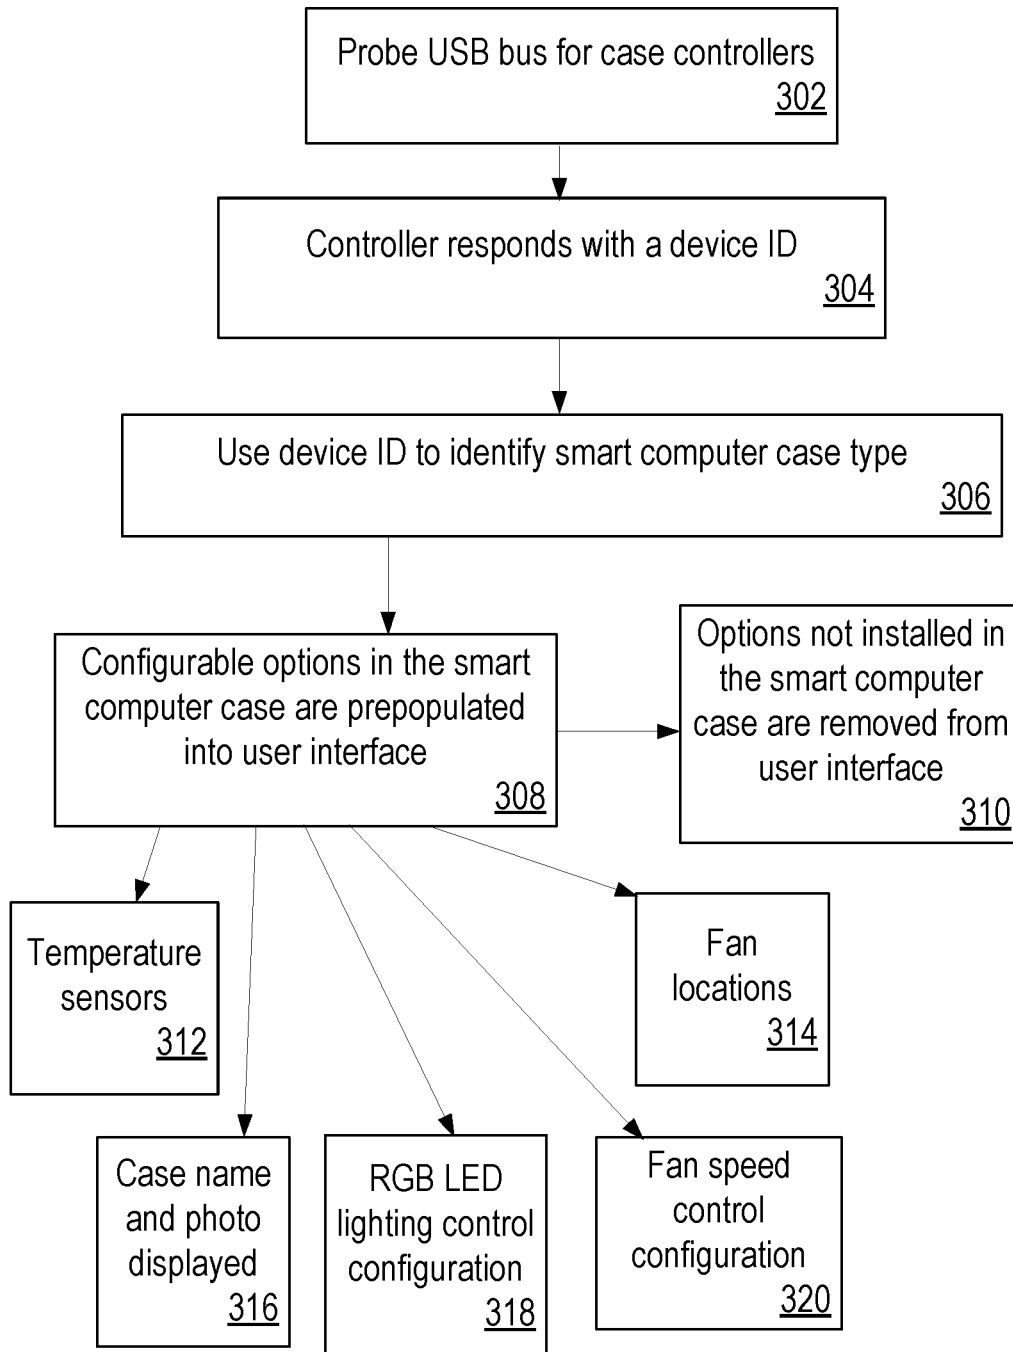 Probe USB bus for case controllers
302
Controller responds with a device ID
304
Use device ID to identify smart computer case type
306
Configurable options in the smart
computer case are prepopulated
into user interface
308
Options not installed in
the smart computer
case are removed from
user interface
310
Temperature
sensors
312
Fan
locations
314
Case name
and photo
displayed
316
RGB LED
lighting control
configuration
318
Fan speed
control
configuration
320